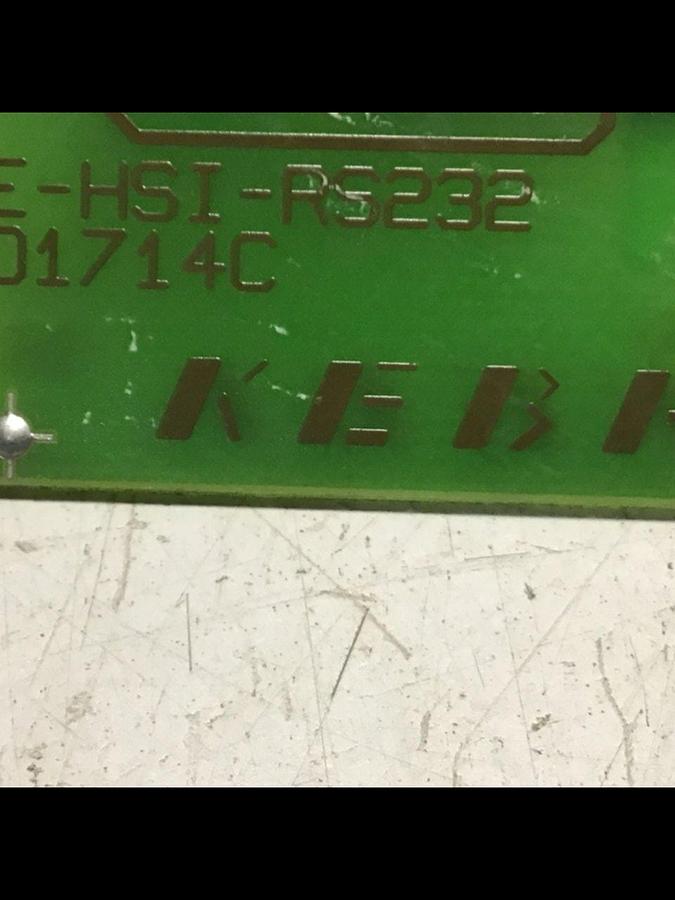 E-HSI-RS232
D1714C
KEB